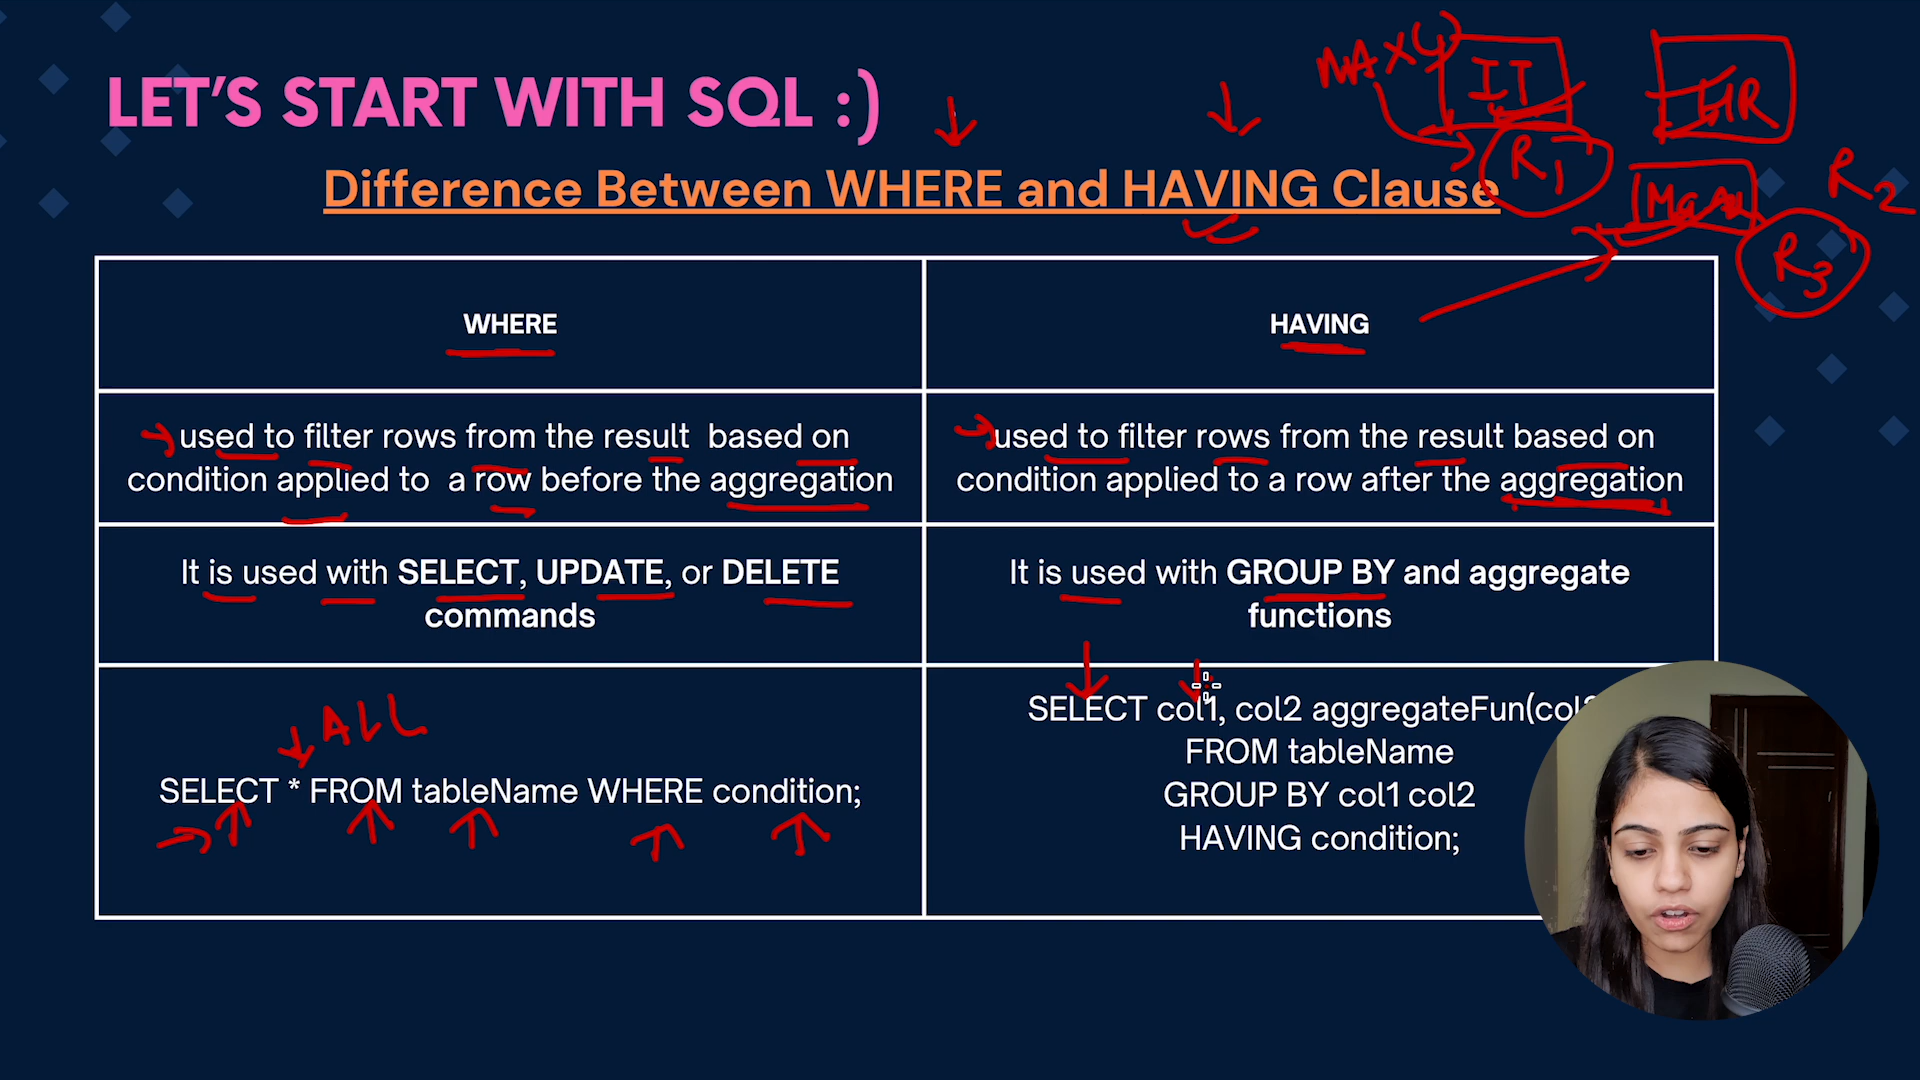 LET'S START WITH SQL :)
Difference Between WHERE and HAVING Clause
MAX()
IT
HR
R1
R2
R3
WHERE
HAVING
used to filter rows from the result based on
condition applied to a row before the aggregation
used to filter rows from the result based on
condition applied to a row after the aggregation
It is used with SELECT, UPDATE, or DELETE
commands
It is used with GROUP BY and aggregate
functions
ALL
SELECT * FROM tableName WHERE condition;
SELECT col1, col2 aggregateFun(col
FROM tableName
GROUP BY col1 col2
HAVING condition;